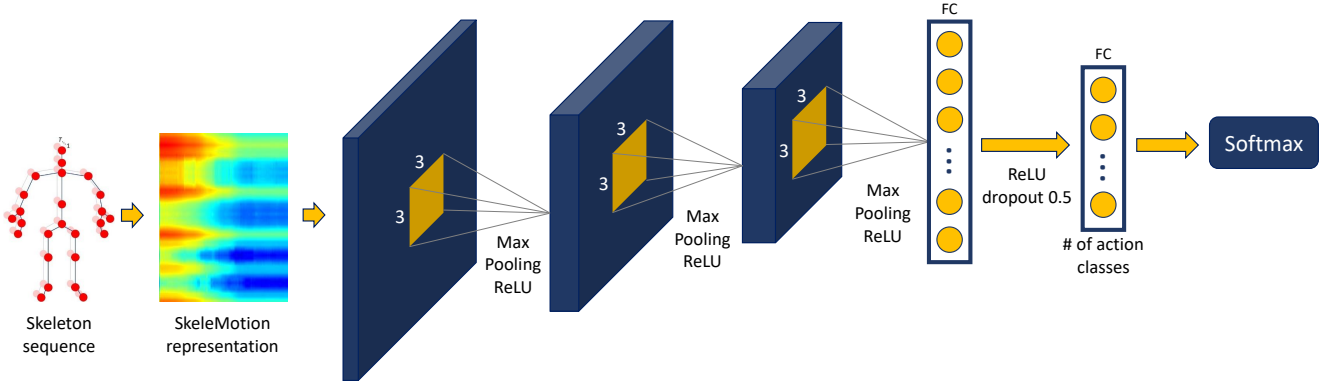 Skeleton
sequence
SkeleMotion
representation
3
3
Max
Pooling
ReLU
3
3
Max
Pooling
ReLU
3
3
Max
Pooling
ReLU
FC
ReLU
dropout 0.5
FC
# of action
classes
Softmax